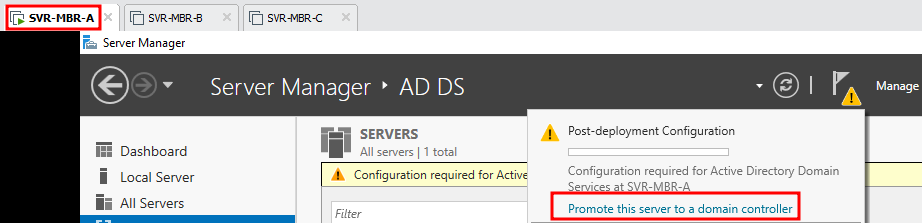 SVR-MBR-A
SVR-MBR-B
SVR-MBR-C
Server Manager
Server Manager ‣ AD DS
Manage
Dashboard
Local Server
All Servers
SERVERS
All servers | 1 total
Configuration required for Active
Filter
Post-deployment Configuration
Configuration required for Active Directory Domain
Services at SVR-MBR-A
Promote this server to a domain controller